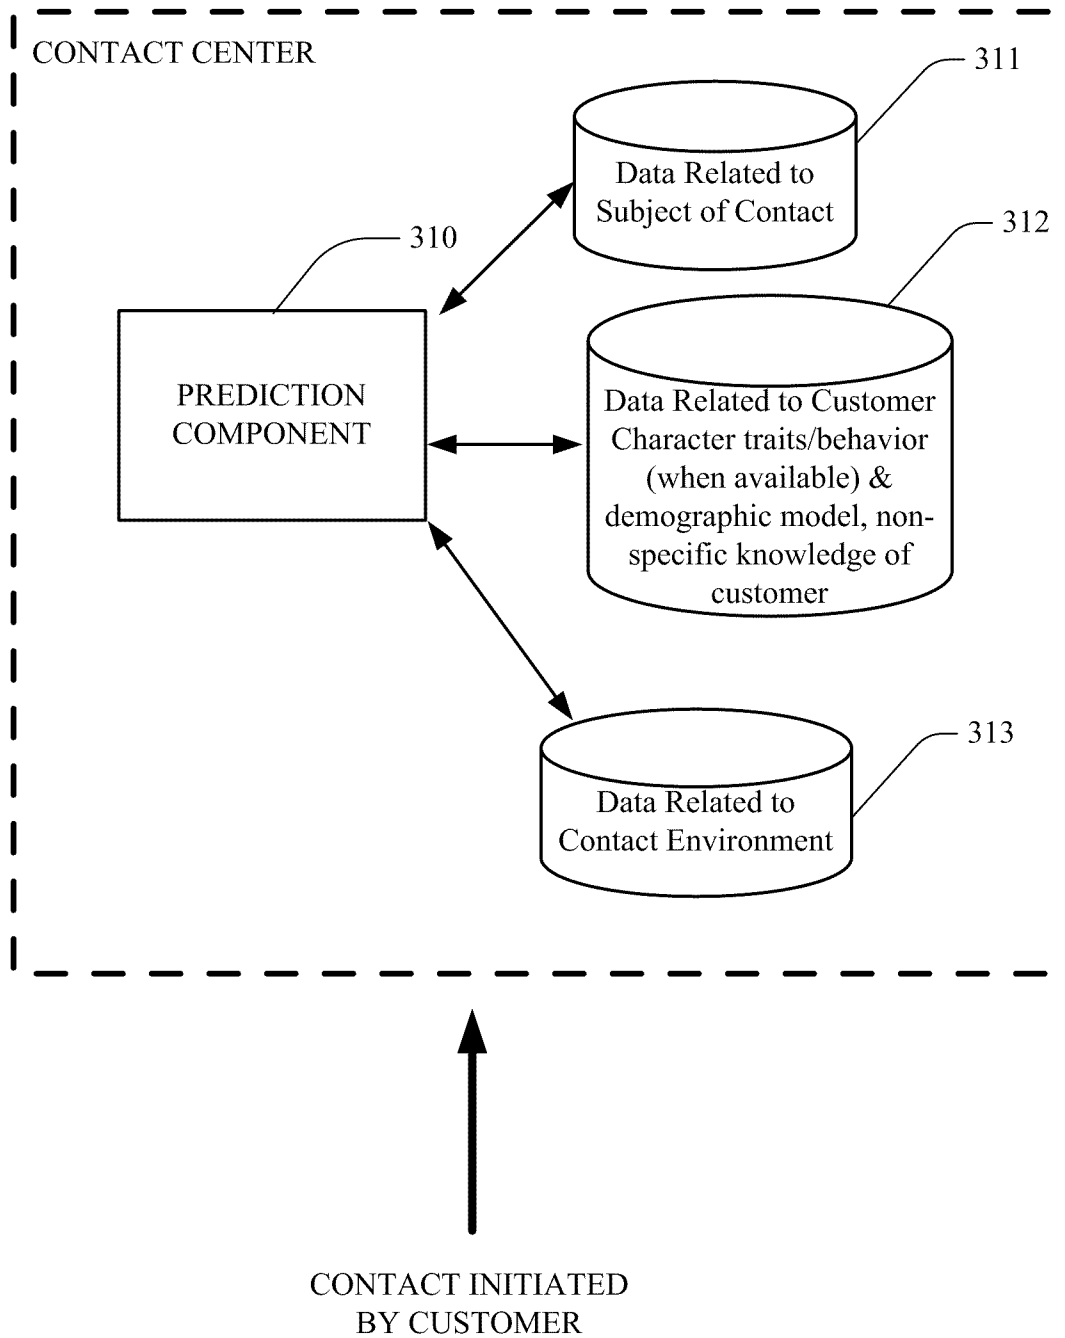 CONTACT CENTER
311
Data Related to
Subject of Contact
312
310
PREDICTION
COMPONENT
Data Related to Customer
Character traits/behavior
(when available) &
demographic model, non-
specific knowledge of
customer
313
Data Related to
Contact Environment
CONTACT INITIATED
BY CUSTOMER